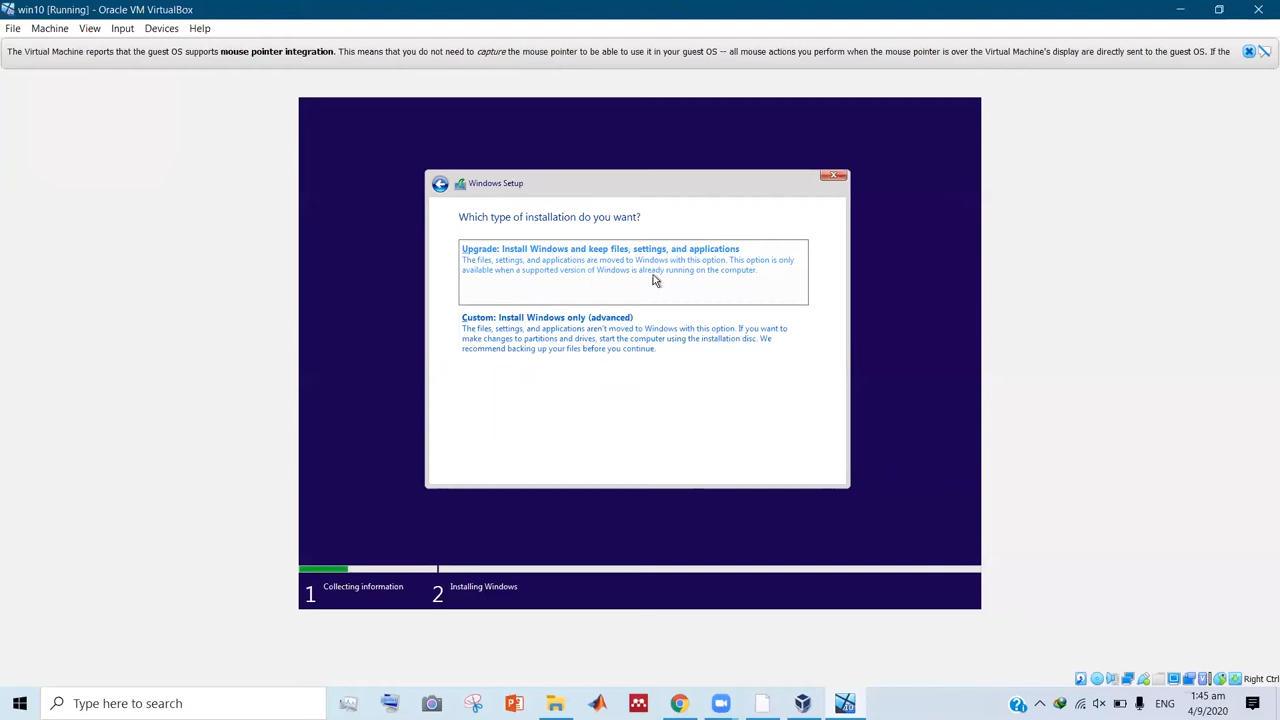 win10 [Running] - Oracle VM VirtualBox
File Machine View Input Devices Help
The Virtual Machine reports that the guest OS supports mouse pointer integration. This means that you do not need to capture the mouse pointer to be able to use it in your guest OS -- all mouse actions you perform when the mouse pointer is over the Virtual Machine's display are directly sent to the guest OS. If the
Windows Setup
Which type of installation do you want?
Upgrade: Install Windows and keep files, settings, and applications
The files, settings, and applications are moved to Windows with this option. This option is only
available when a supported version of Windows is already running on the computer.
Custom: Install Windows only (advanced)
The files, settings, and applications aren't moved to Windows with this option. If you want to
make changes to partitions and drives, start the computer using the installation disc. We
recommend backing up your files before you continue.
1 Collecting information 2 Installing Windows
Right Ctrl
Type here to search
ENG
1:45 am
4/9/2020